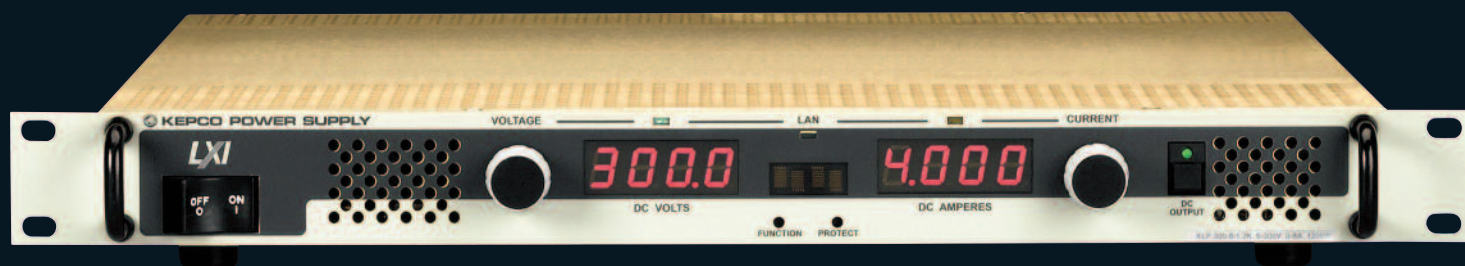 KEPCO POWER SUPPLY
VOLTAGE LAN CURRENT
LXI
300.0 4.000
OFF ON
O I
DC VOLTS DC AMPERES
DC
OUTPUT
FUNCTION PROTECT